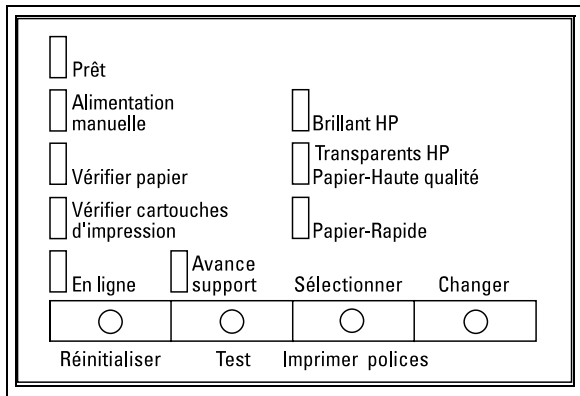 Prêt
Alimentation
manuelle
Brillant HP
Vérifier papier
Transparents HP
Papier-Haute qualité
Vérifier cartouches
d'impression
Papier-Rapide
En ligne
Avance
support
Sélectionner
Changer
Réinitialiser
Test
Imprimer polices